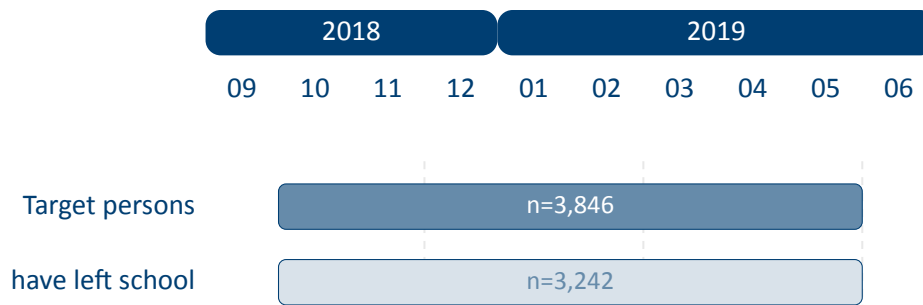 2018 2019
09 10 11 12 01 02 03 04 05 06
Target persons n=3,846
have left school n=3,242